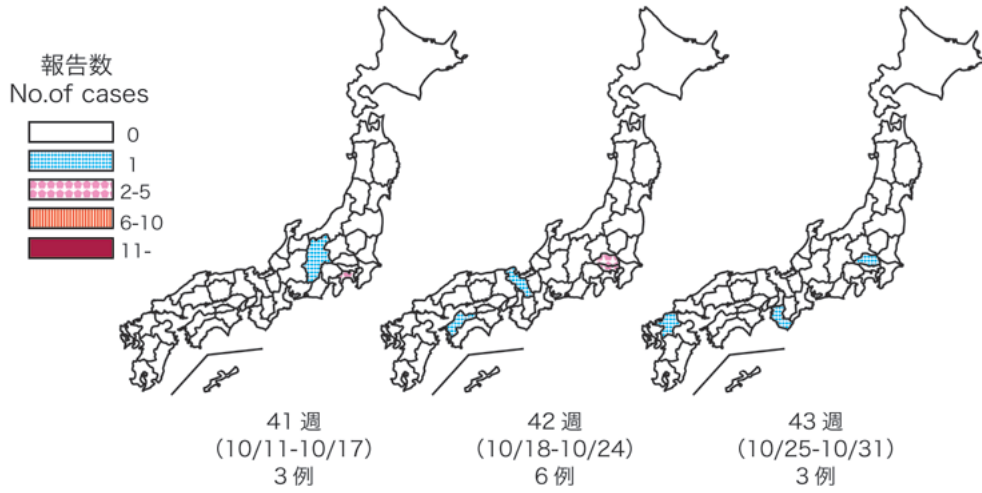 報告数
No.of cases
0
1
2-5
6-10
11-
41 週
（10/11-10/17）
3 例
42 週
（10/18-10/24）
6 例
43 週
（10/25-10/31）
3 例